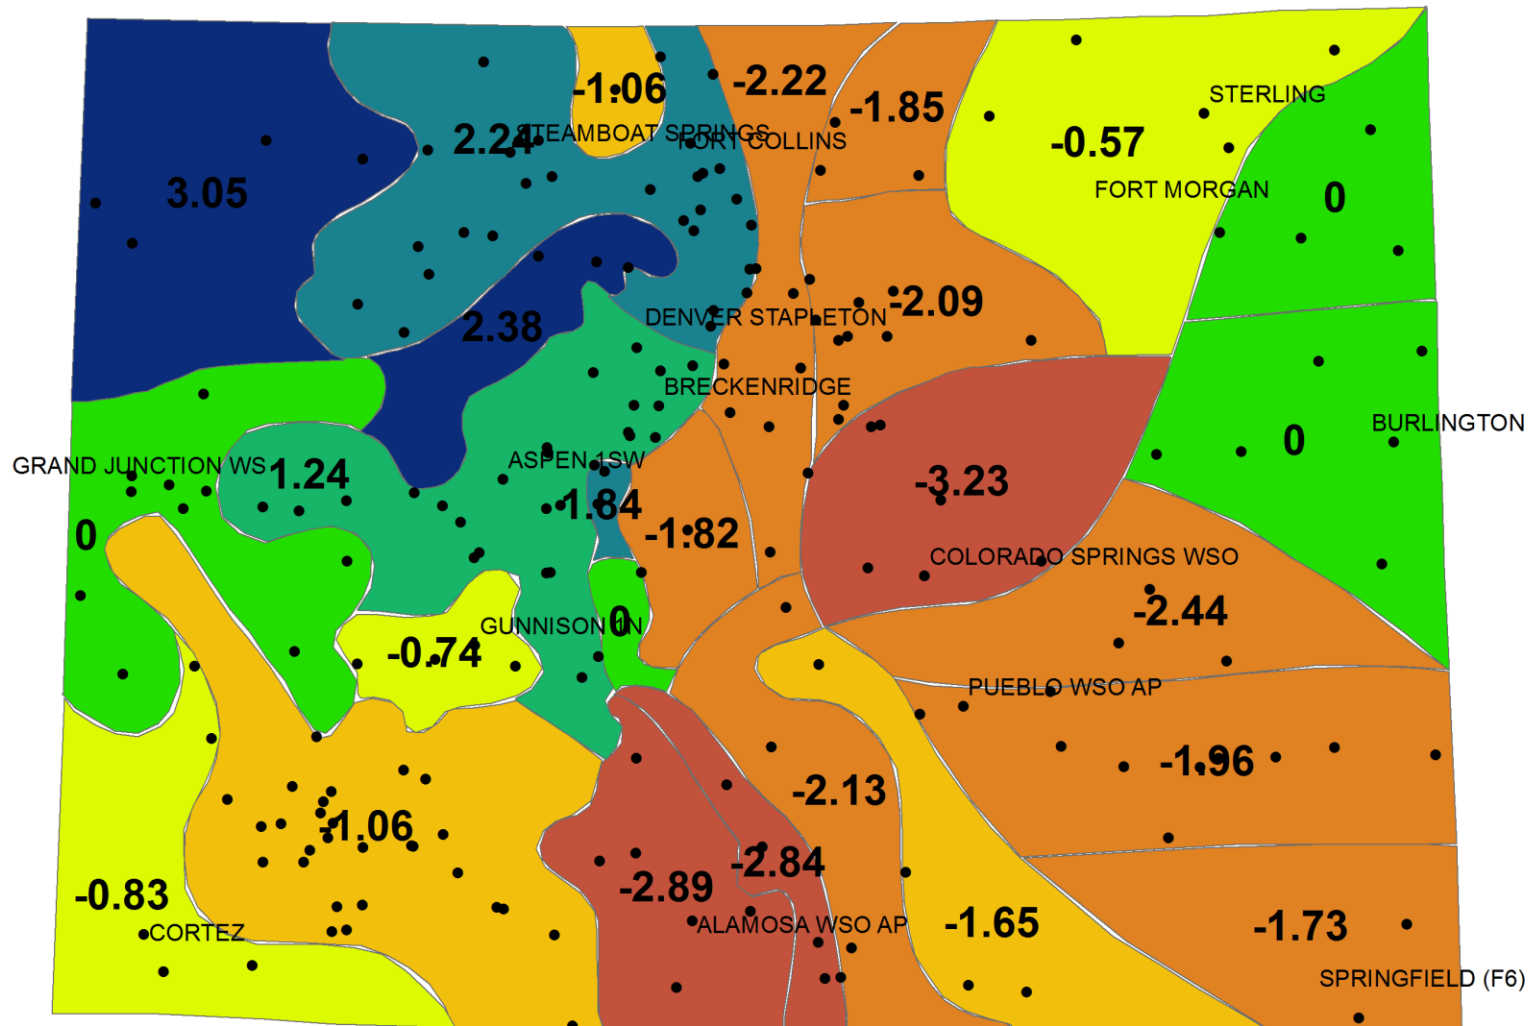 -2.22
-1.06
-1.85
STERLING
2.24
STEAMBOAT SPRINGS
FORT COLLINS
-0.57
3.05
FORT MORGAN
0
2.38
DENVER STAPLETON
-2.09
BRECKENRIDGE
BURLINGTON
0
GRAND JUNCTION WS
1.24
ASPEN 1SW
-3.23
1.84
-1.82
0
COLORADO SPRINGS WSO
-2.44
GUNNISON 1N
0
-0.74
PUEBLO WSO AP
-1.96
-2.13
-1.06
-2.84
-2.89
-0.83
CORTEZ
ALAMOSA WSO AP
-1.65
-1.73
SPRINGFIELD (F6)